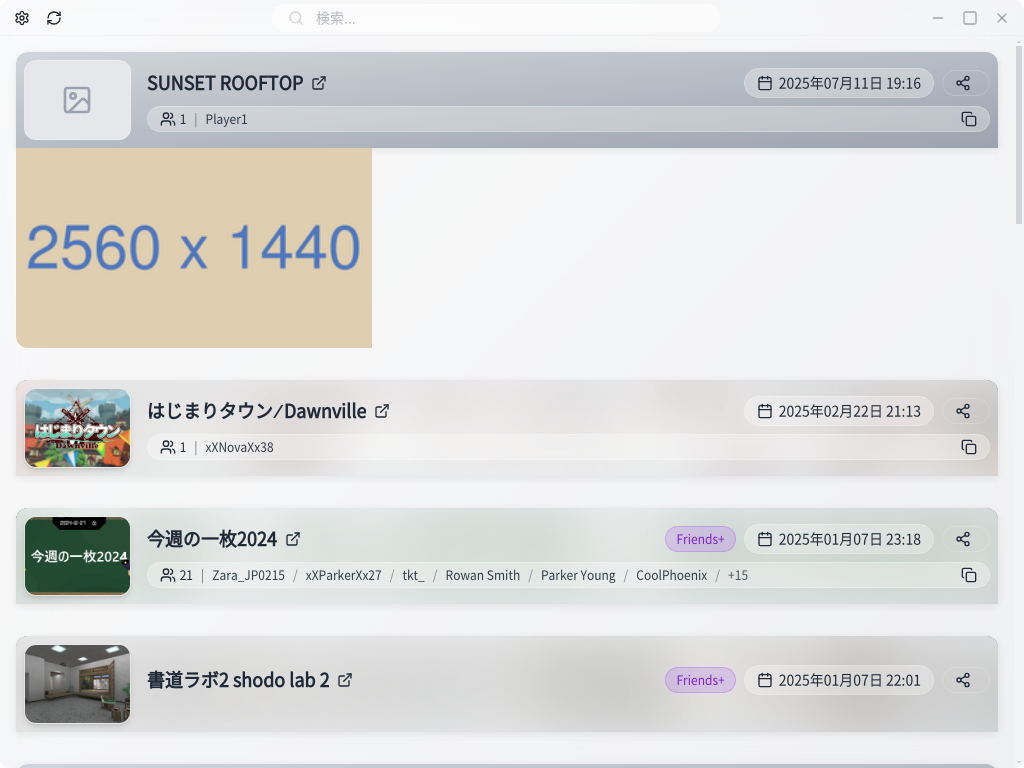 検索...
SUNSET ROOFTOP
2025年07月11日 19:16
1 | Player1
2560 x 1440
はじまりタウン
Dawnville
はじまりタウン⁄Dawnville
2025年02月22日 21:13
1 | xXNovaXx38
今週の一枚2024
今週の一枚2024
Friends+
2025年01月07日 23:18
21 | Zara_JP0215 / xXParkerXx27 / tkt_ / Rowan Smith / Parker Young / CoolPhoenix / +15
書道ラボ2 shodo lab 2
Friends+
2025年01月07日 22:01